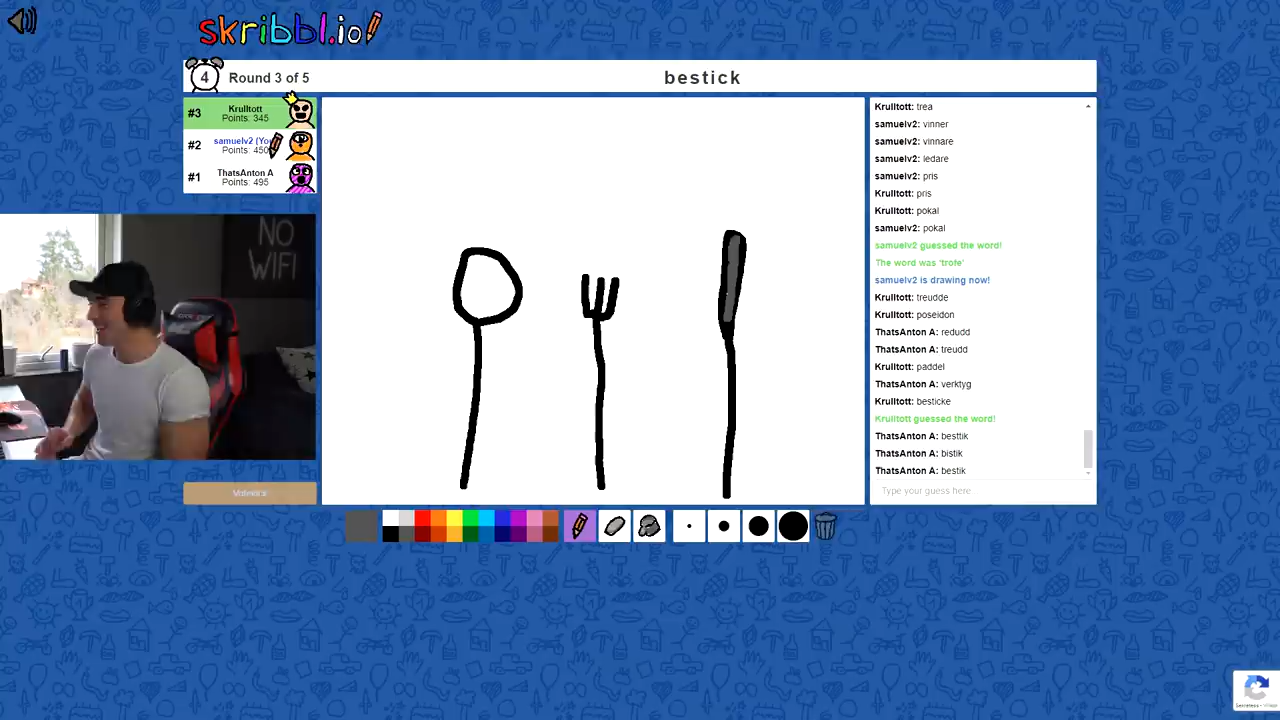 skribbl.io
4
Round 3 of 5
bestick
#3
Krulltott
Points: 345
#2
samuelv2 (You
Points: 450
#1
ThatsAnton A
Points: 495
NO
WIFI
Krulltott: trea
samuelv2: vinner
samuelv2: vinnare
samuelv2: ledare
samuelv2: pris
Krulltott: pris
Krulltott: pokal
samuelv2: pokal
samuelv2 guessed the word!
The word was 'trofe'
samuelv2 is drawing now!
Krulltott: treudde
Krulltott: poseidon
ThatsAnton A: redudd
ThatsAnton A: treudd
Krulltott: paddel
ThatsAnton A: verktyg
Krulltott: besticke
Krulltott guessed the word!
ThatsAnton A: besttik
ThatsAnton A: bistik
ThatsAnton A: bestik
Type your guess here